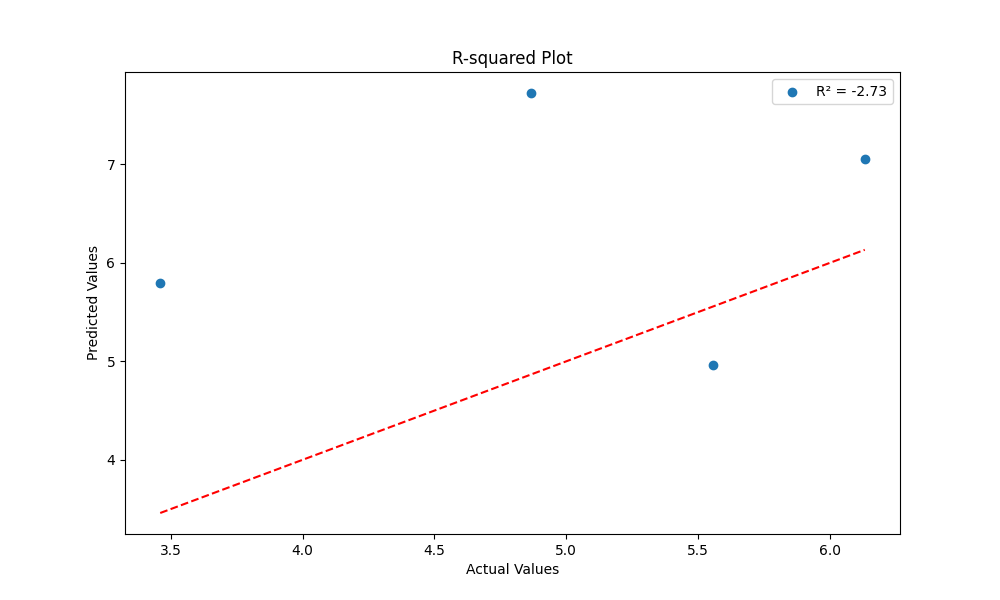 R-squared Plot
R² = -2.73
Predicted Values
7
6
5
4
3.5 4.0 4.5 5.0 5.5 6.0
Actual Values